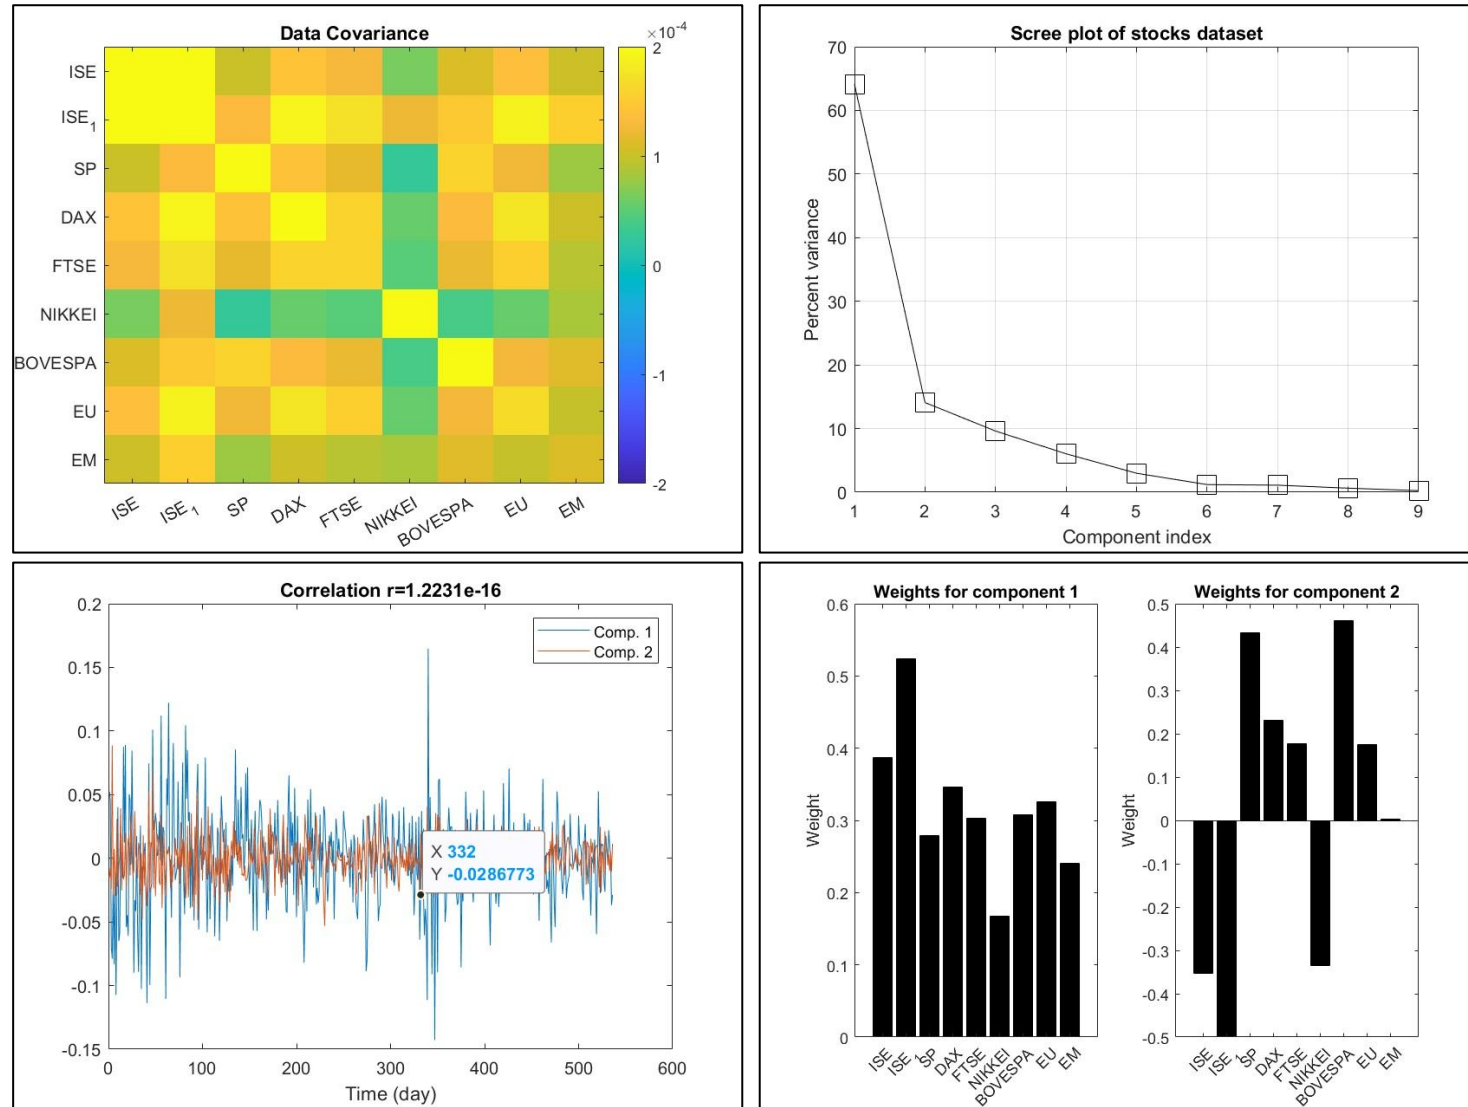 Data Covariance
×10⁻⁴
ISE
ISE₁
SP
DAX
FTSE
NIKKEI
BOVESPA
EU
EM
2
1
0
-1
-2
ISE ISE₁ SP DAX FTSE NIKKEI BOVESPA EU EM
Scree plot of stocks dataset
70
60
50
40
30
20
10
0
Percent variance
1 2 3 4 5 6 7 8 9
Component index
Correlation r=1.2231e-16
0.2
0.15
0.1
0.05
0
-0.05
-0.1
-0.15
Comp. 1
Comp. 2
X 332
Y -0.0286773
0 100 200 300 400 500 600
Time (day)
Weights for component 1
0.6
0.5
0.4
0.3
0.2
0.1
0
Weight
ISE ISE₁ SP DAX FTSE NIKKEI BOVESPA EU EM
Weights for component 2
0.5
0.4
0.3
0.2
0.1
0
-0.1
-0.2
-0.3
-0.4
-0.5
Weight
ISE ISE₁ SP DAX FTSE NIKKEI BOVESPA EU EM